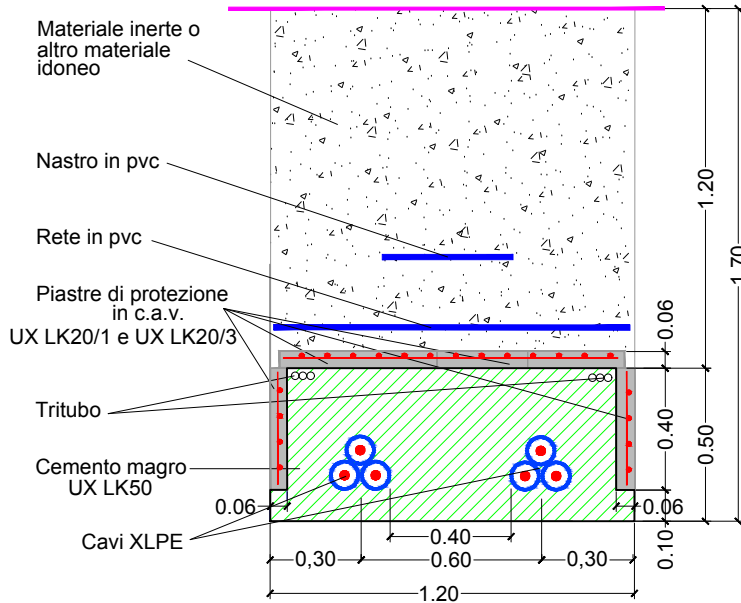 Materiale inerte o
altro materiale
idoneo
Nastro in pvc
Rete in pvc
Piastre di protezione
in c.a.v.
UX LK20/1 e UX LK20/3
Tritubo
Cemento magro
UX LK50
Cavi XLPE
1.20
1.70
0.06
0.40
0.50
0.06
0.06
0.10
0.40
0,30
0.60
0,30
1.20